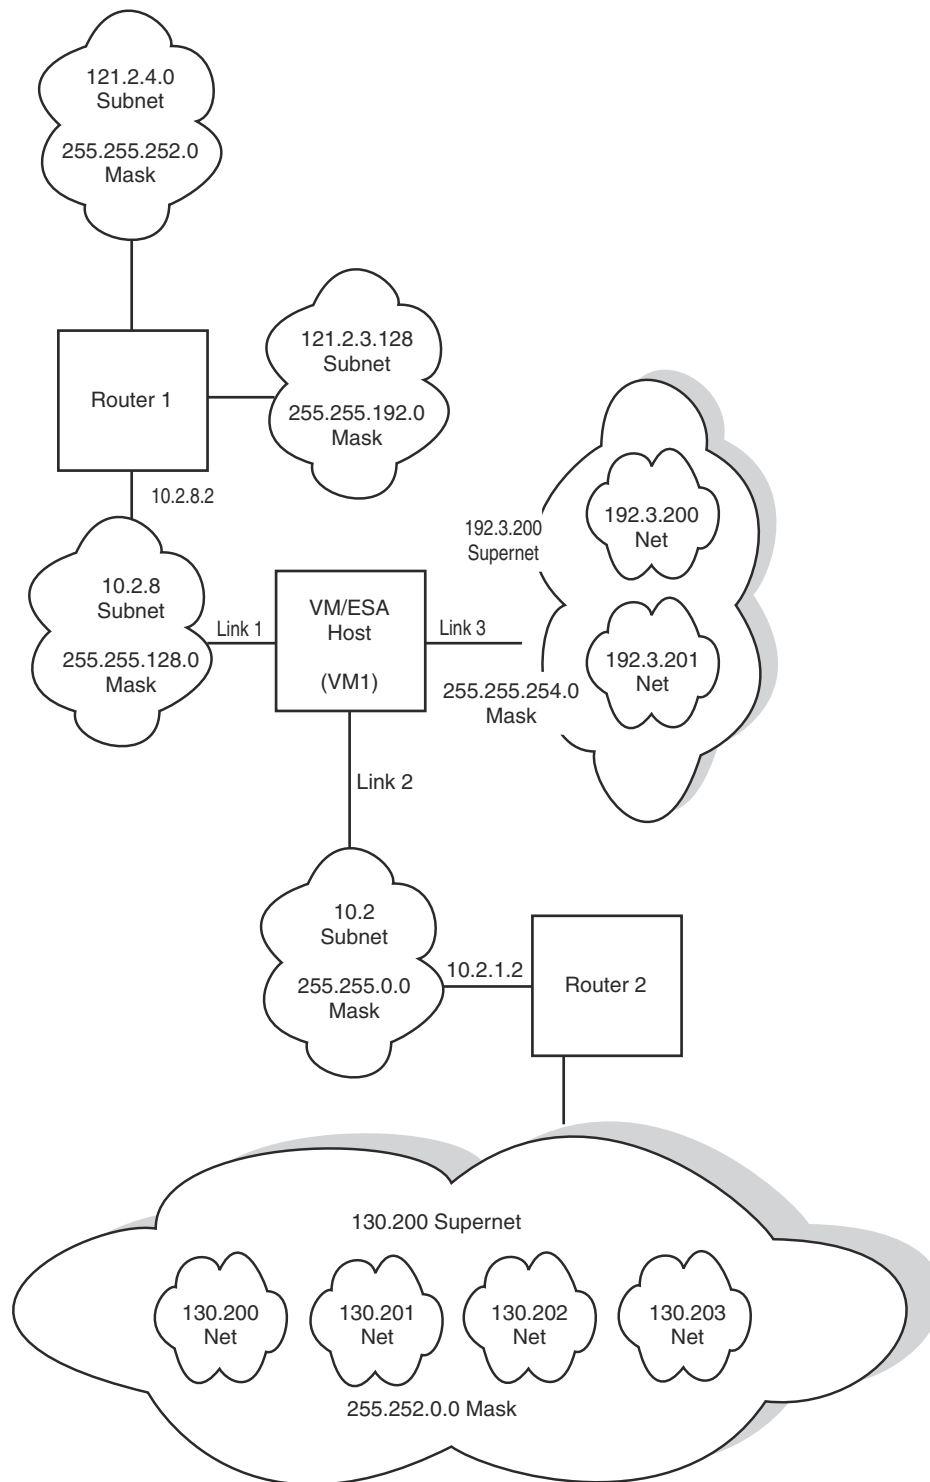 121.2.4.0
Subnet
255.255.252.0
Mask
Router 1
121.2.3.128
Subnet
255.255.192.0
Mask
10.2.8.2
10.2.8
Subnet
255.255.128.0
Mask
Link 1
VM/ESA
Host
(VM1)
Link 3
192.3.200
Supernet
192.3.200
Net
192.3.201
Net
255.255.254.0
Mask
Link 2
10.2
Subnet
255.255.0.0
Mask
10.2.1.2
Router 2
130.200 Supernet
130.200
Net
130.201
Net
130.202
Net
130.203
Net
255.252.0.0 Mask